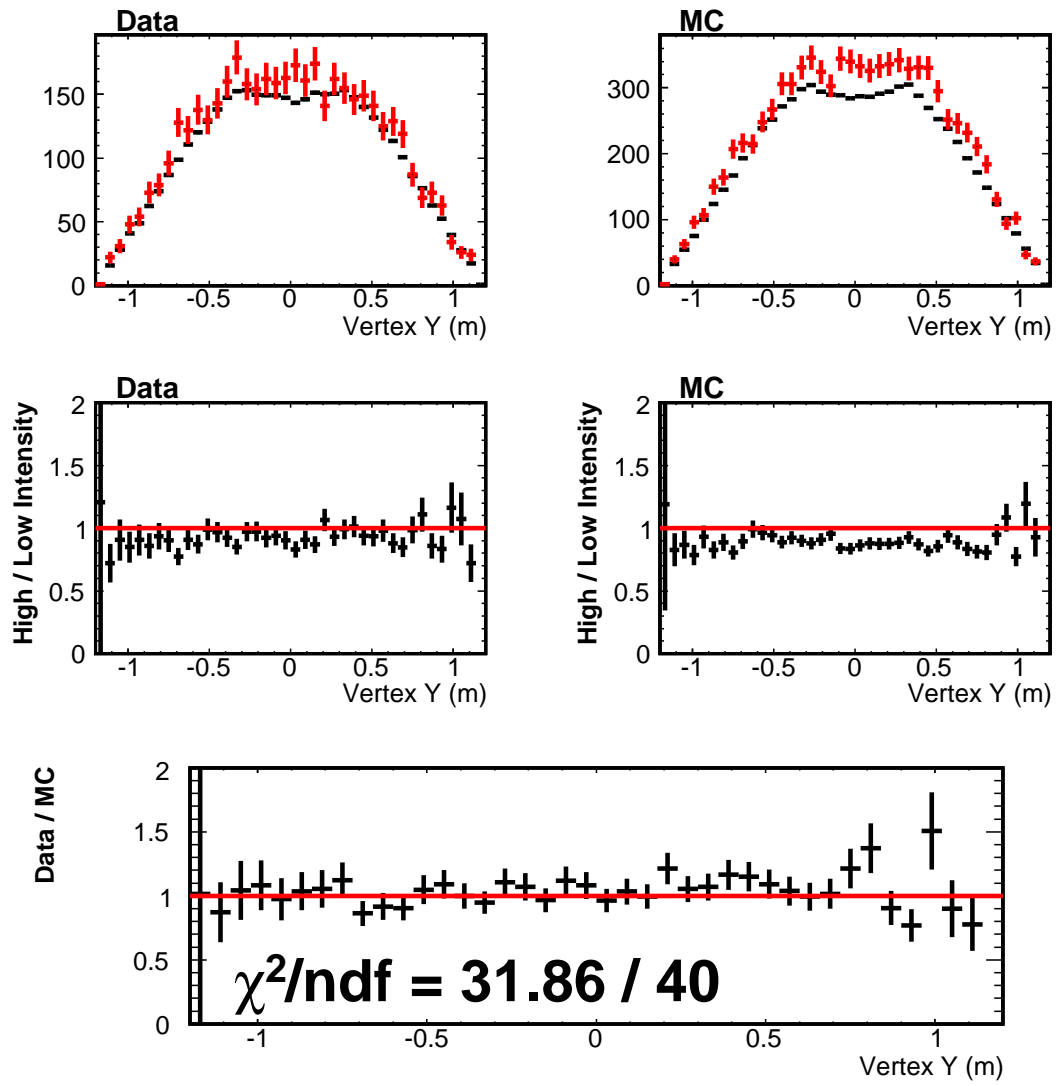 Data
MC
150
100
50
0
300
200
100
0
-1 -0.5 0 0.5 1
-1 -0.5 0 0.5 1
Vertex Y (m)
Vertex Y (m)
Data
MC
High / Low Intensity
2
1.5
1
0.5
0
High / Low Intensity
2
1.5
1
0.5
0
-1 -0.5 0 0.5 1
-1 -0.5 0 0.5 1
Vertex Y (m)
Vertex Y (m)
Data / MC
2
1.5
1
0.5
0
χ²/ndf = 31.86 / 40
-1 -0.5 0 0.5 1
Vertex Y (m)